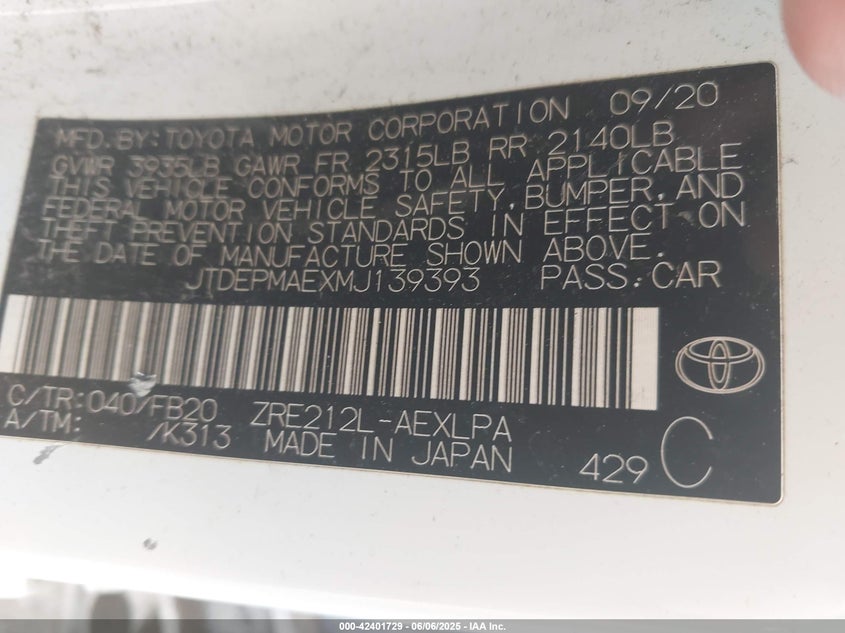 MFD. BY: TOYOTA MOTOR CORPORATION 09/20
GVWR 3935LB GAWR FR 2315LB RR 2140LB
THIS VEHICLE CONFORMS TO ALL APPLICABLE
FEDERAL MOTOR VEHICLE SAFETY, BUMPER, AND
THEFT PREVENTION STANDARDS IN EFFECT ON
THE DATE OF MANUFACTURE SHOWN ABOVE.
JTDEPMAEXMJ139393 PASS. CAR
C/TR: 040/FB20 ZRE212L-AEXLPA
A/TM: /K313 MADE IN JAPAN 429 C
000-42401729 - 06/06/2025 - IAA Inc.